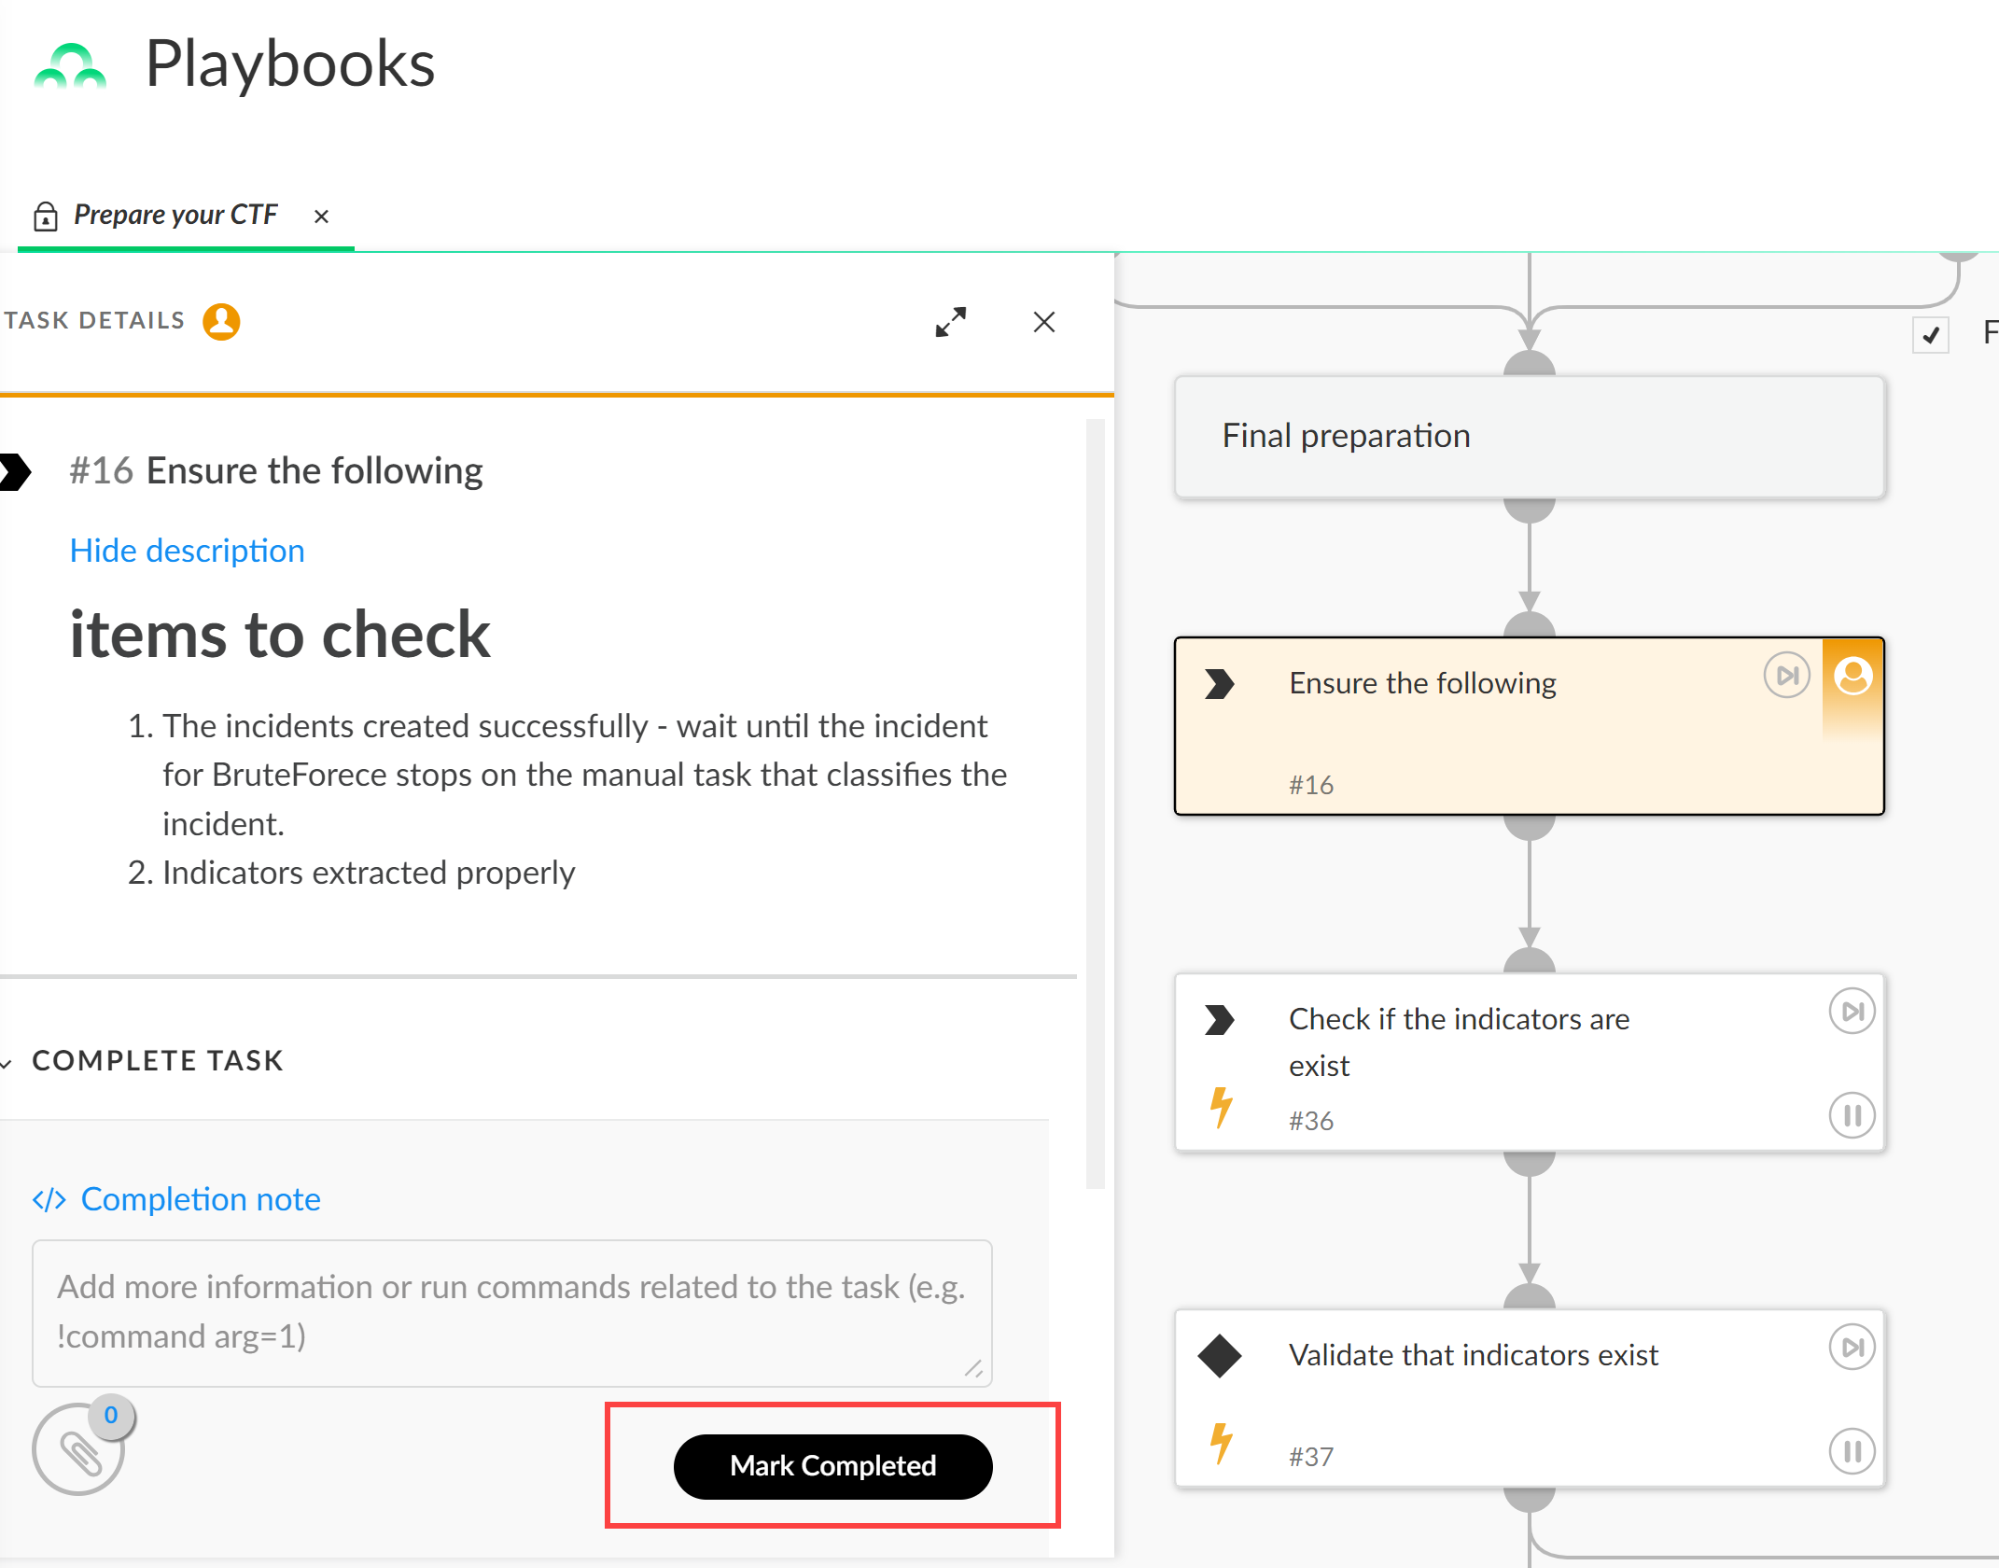 Playbooks
Prepare your CTF
TASK DETAILS
#16 Ensure the following
Hide description
items to check
1. The incidents created successfully - wait until the incident
for BruteForece stops on the manual task that classifies the
incident.
2. Indicators extracted properly
COMPLETE TASK
</> Completion note
Add more information or run commands related to the task (e.g.
!command arg=1)
0
Mark Completed
F
Final preparation
Ensure the following
#16
Check if the indicators are
exist
#36
Validate that indicators exist
#37